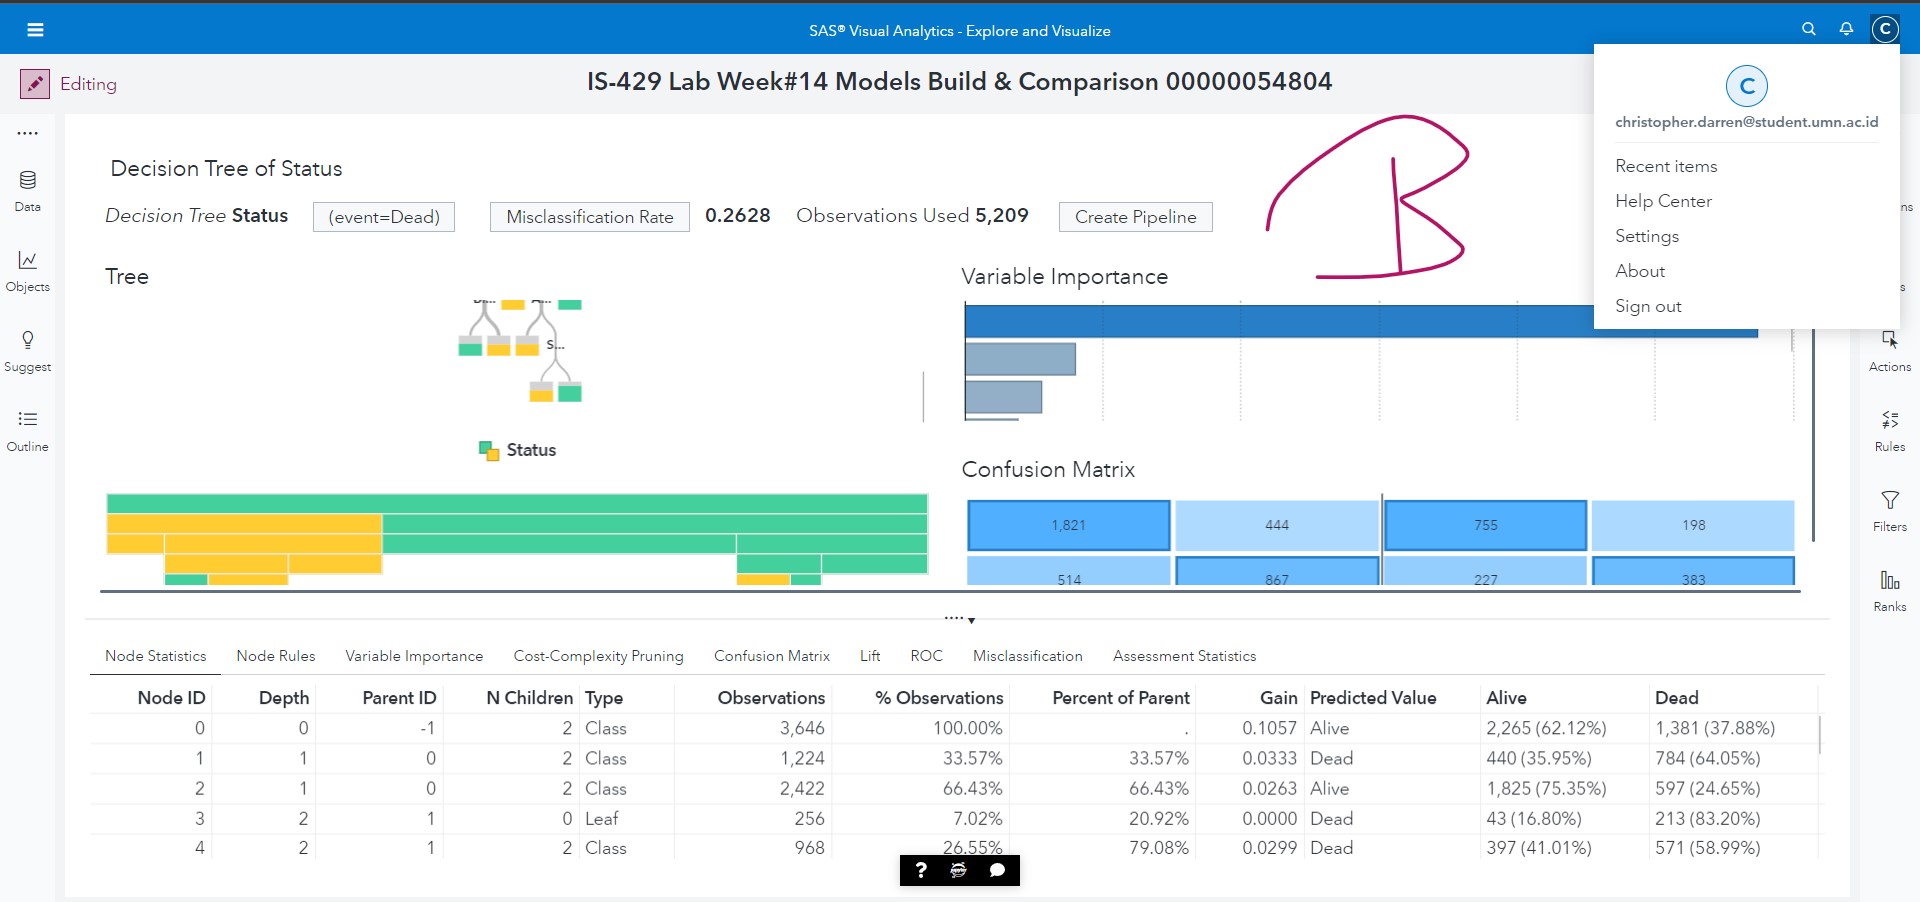 SAS® Visual Analytics - Explore and Visualize
C
Editing
IS-429 Lab Week#14 Models Build & Comparison 00000054804
C
christopher.darren@student.umn.ac.id
Recent items
Help Center
Settings
About
Sign out
Data
Objects
Suggest
Outline
Actions
Rules
Filters
Ranks
B
Decision Tree of Status
Decision Tree Status (event=Dead) Misclassification Rate 0.2628 Observations Used 5,209 Create Pipeline
Tree
S...
Status
Variable Importance
Confusion Matrix
1,821 444 755 198
514 867 227 383
Node Statistics Node Rules Variable Importance Cost-Complexity Pruning Confusion Matrix Lift ROC Misclassification Assessment Statistics
Node ID Depth Parent ID N Children Type Observations % Observations Percent of Parent Gain Predicted Value Alive Dead
0 0 -1 2 Class 3,646 100.00% . 0.1057 Alive 2,265 (62.12%) 1,381 (37.88%)
1 1 0 2 Class 1,224 33.57% 33.57% 0.0333 Dead 440 (35.95%) 784 (64.05%)
2 1 0 2 Class 2,422 66.43% 66.43% 0.0263 Alive 1,825 (75.35%) 597 (24.65%)
3 2 1 0 Leaf 256 7.02% 20.92% 0.0000 Dead 43 (16.80%) 213 (83.20%)
4 2 1 2 Class 968 26.55% 79.08% 0.0299 Dead 397 (41.01%) 571 (58.99%)
?